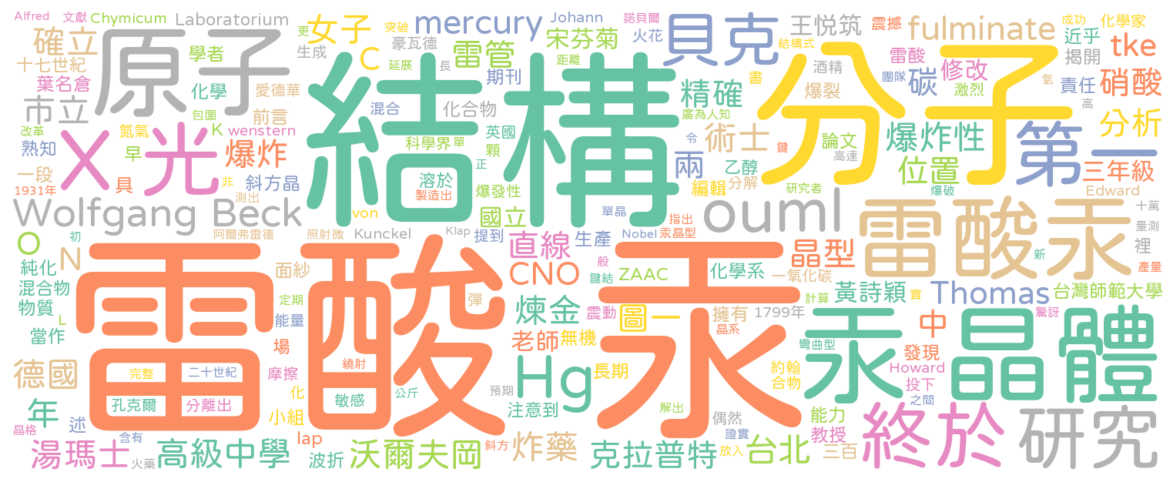 Alfred 文獻 Chymicum Laboratorium 更 女子 mercury Johann 諾貝爾 突破 貝克 王悦筑 fulminate 震撼 成功 化學家
確立 原子 生成 C 豪瓦德 雷管 宋芬菊 火花 結構式 近乎 tke
十七世紀 學者 延展 長 期刊 距離 酒精 雷酸 揭開
葉名倉 化學 愛德華 混合 化合物 精確 書 爆裂 團隊 碳 修改 激烈 氫 責任 硝酸
市立 包圍 前言 結構 廣為人知 分子 高 第一 分析
改革 氮氣 K wenstern 科學界 單 英國 顆 兩 術士 令 鍵 論文 高達 爆炸性
熟知 X光 早 爆炸 溶於 正 乙醇 位置 三年級
一段 1931年 具 非 斜方晶 測出 製造出 爆發性 編輯 分解 研究者 爆破 Edward
Wolfgang Beck von 國立 單晶 ouml 雷酸汞 十萬
O N 初 阿爾弗雷德 照射微 Kunckel Klap 提到 直線 生產 Nobel 指出 汞晶型 晶型 新 裡 量測
純化 混合物 面紗 雷酸汞 CNO 般 鍵結 ZAAC 化學系 一氧化碳 汞 黃詩穎 產量
物質 定期 彈 煉金 震動 圖一 擁有 1799年 計算 實 Thomas 台灣師範大學
當作 L 能量 場 老師 無機 晶系 彎曲型 中 驚訝 晶體
德國 完整 二十世紀 摩擦 繞射 Hg 長期 約翰 合物 發現 Howard
年 孔克爾 分離出 小組 化 敏感 公斤 預期 注意到 投下 之間
晶格 述 lap 解出 偶然 能力 終於 研究
湯瑪士 含有 火藥 高級中學 波折 沃爾夫岡 斜方 炸藥 克拉普特 證實 放入 台北 教授 三百